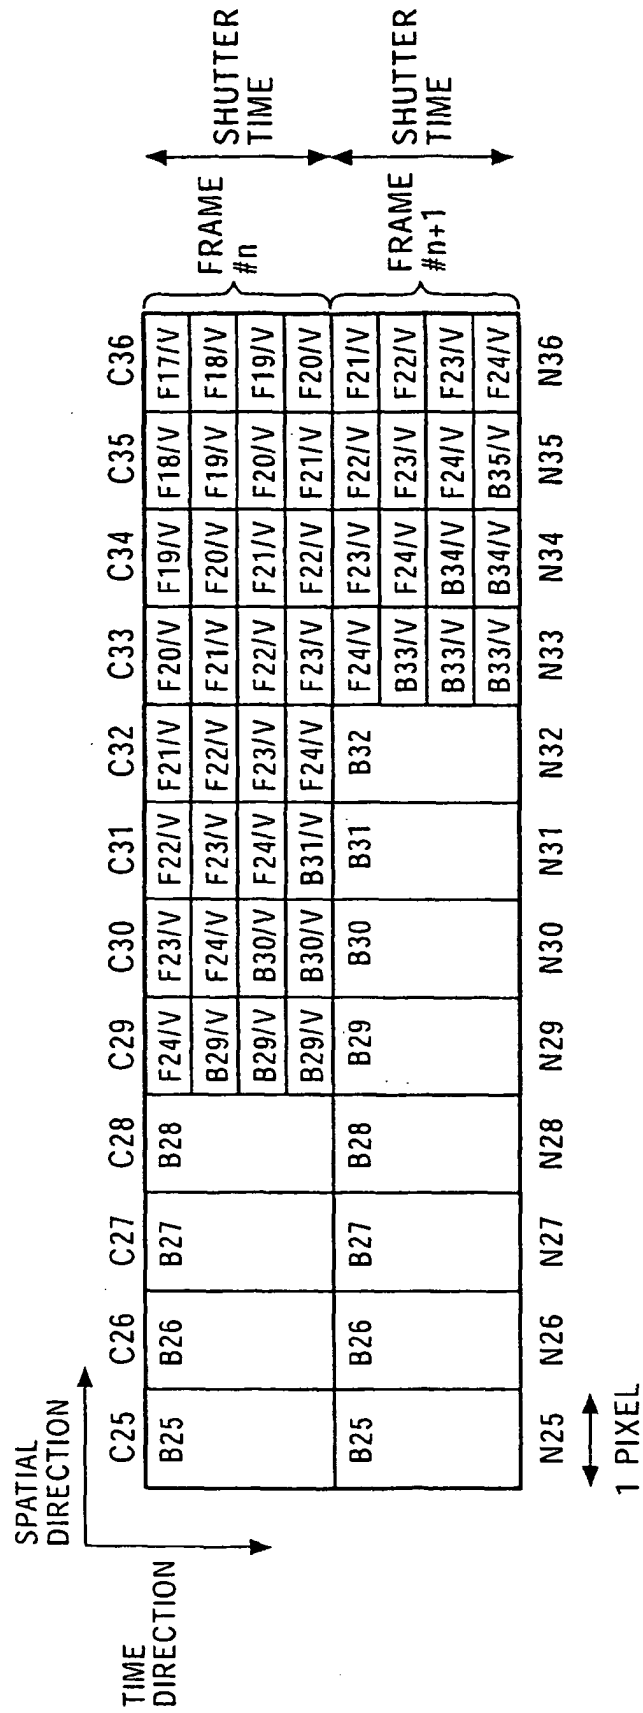 SPATIAL
DIRECTION
TIME
DIRECTION
C25 C26 C27 C28 C29 C30 C31 C32 C33 C34 C35 C36
B25 B26 B27 B28 F24/V F23/V F22/V F21/V F20/V F19/V F18/V F17/V
B29/V F24/V F23/V F22/V F21/V F20/V F19/V F18/V
B29/V B30/V F24/V F23/V F22/V F21/V F20/V F19/V
B29/V B30/V B31/V F24/V F23/V F22/V F21/V F20/V
FRAME
#n
SHUTTER
TIME
B25 B26 B27 B28 B29 B30 B31 B32 F24/V F23/V F22/V F21/V
B33/V F24/V F23/V F22/V
B33/V B34/V F24/V F23/V
B33/V B34/V B35/V F24/V
FRAME
#n+1
SHUTTER
TIME
N25 N26 N27 N28 N29 N30 N31 N32 N33 N34 N35 N36
1 PIXEL